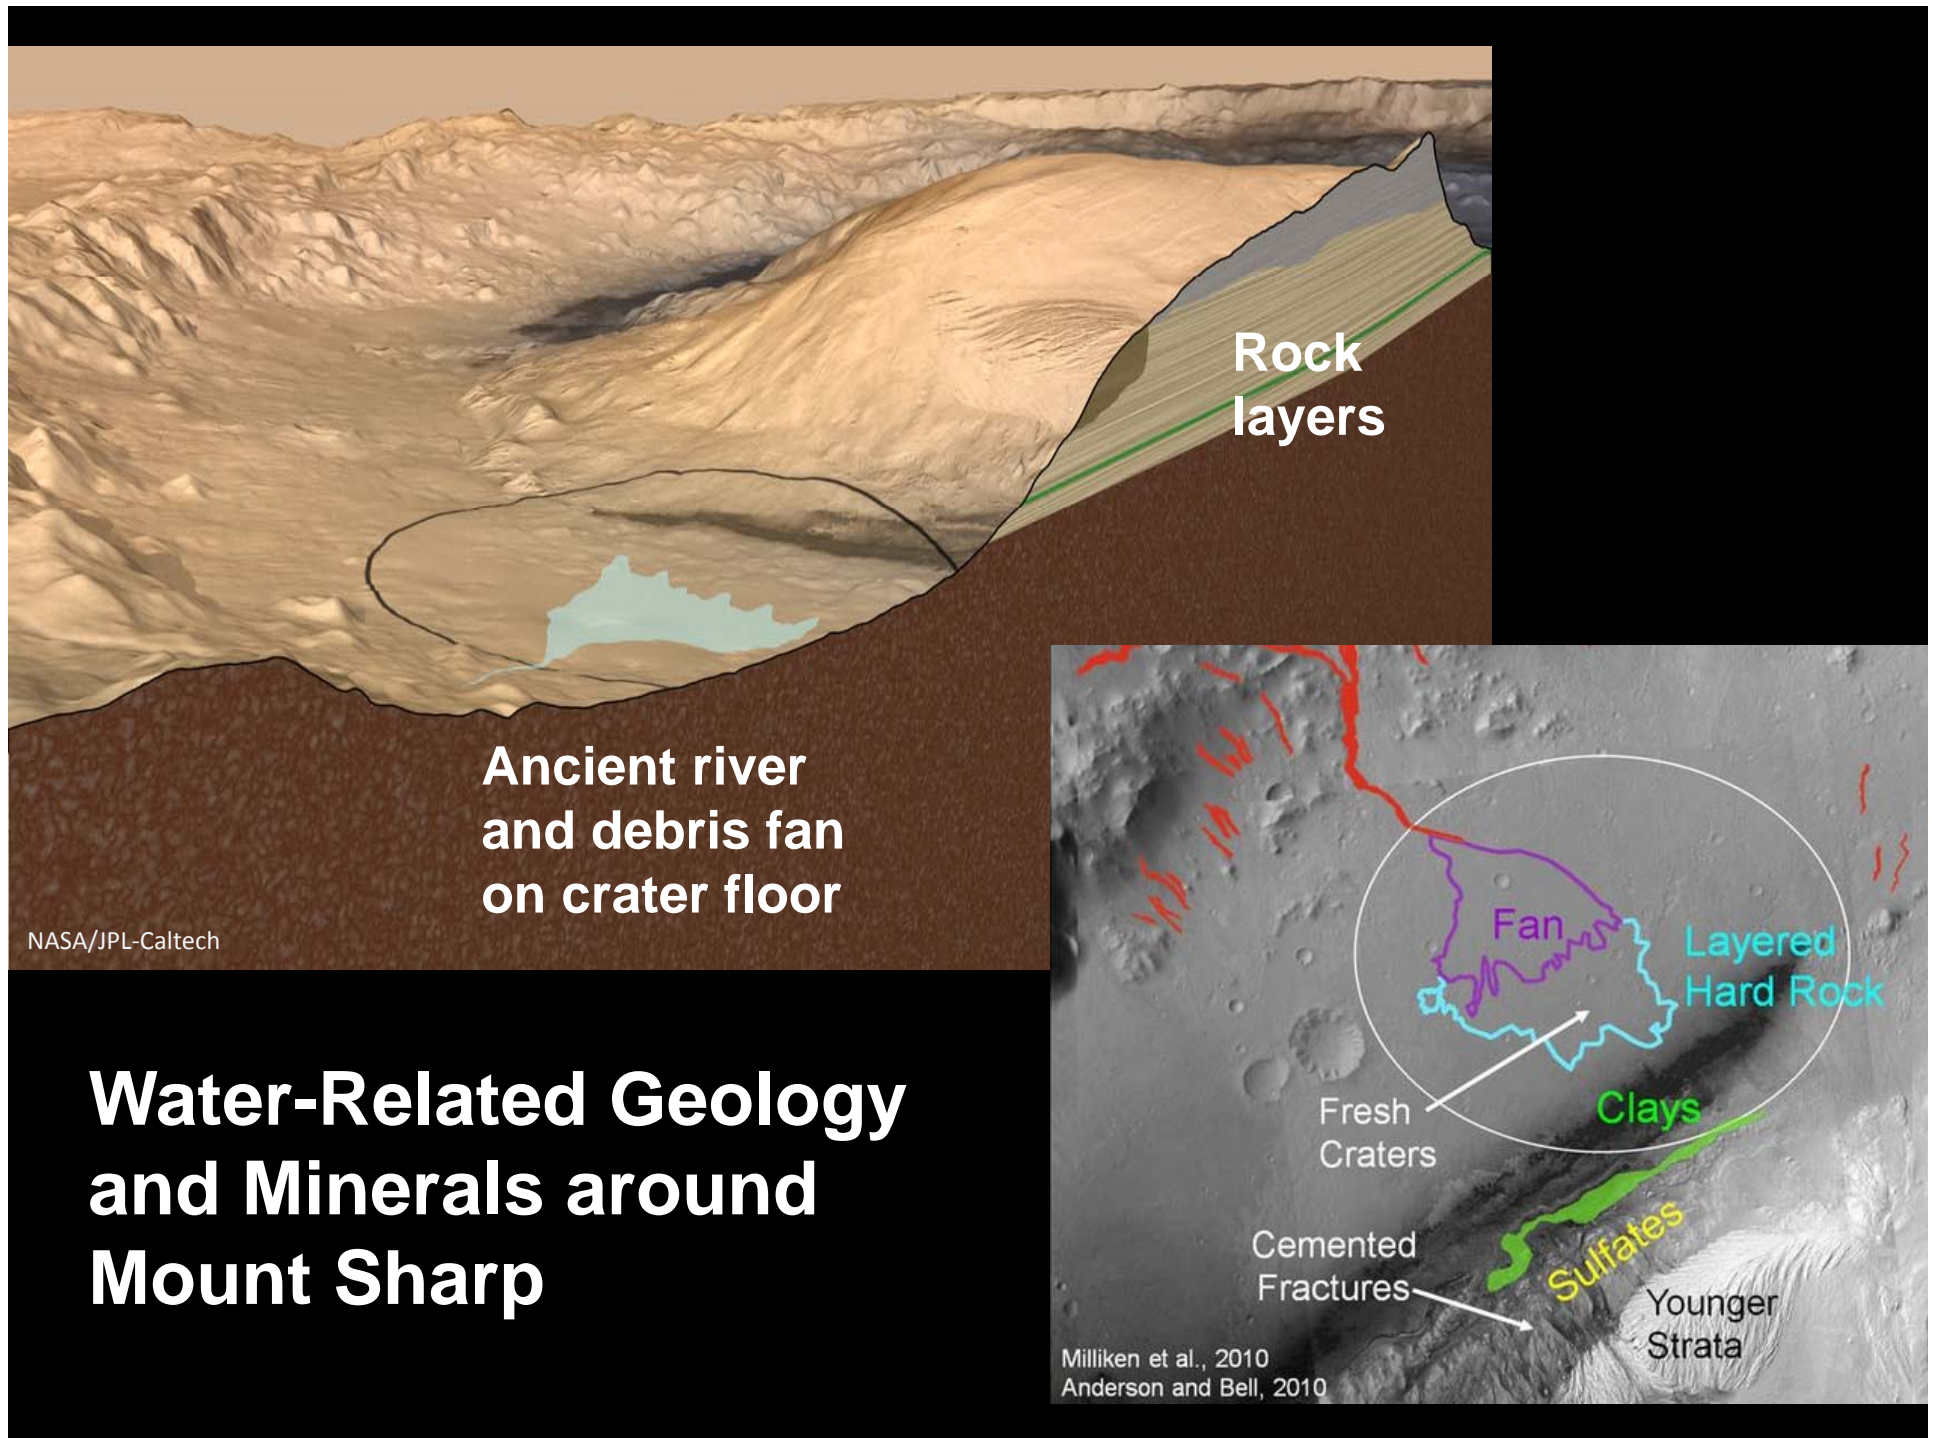 Rock
layers
Ancient river
and debris fan
on crater floor
NASA/JPL-Caltech
Water-Related Geology
and Minerals around
Mount Sharp
Fan
Layered
Hard Rock
Fresh
Craters
Clays
Cemented
Fractures
Sulfates
Younger
Strata
Milliken et al., 2010
Anderson and Bell, 2010